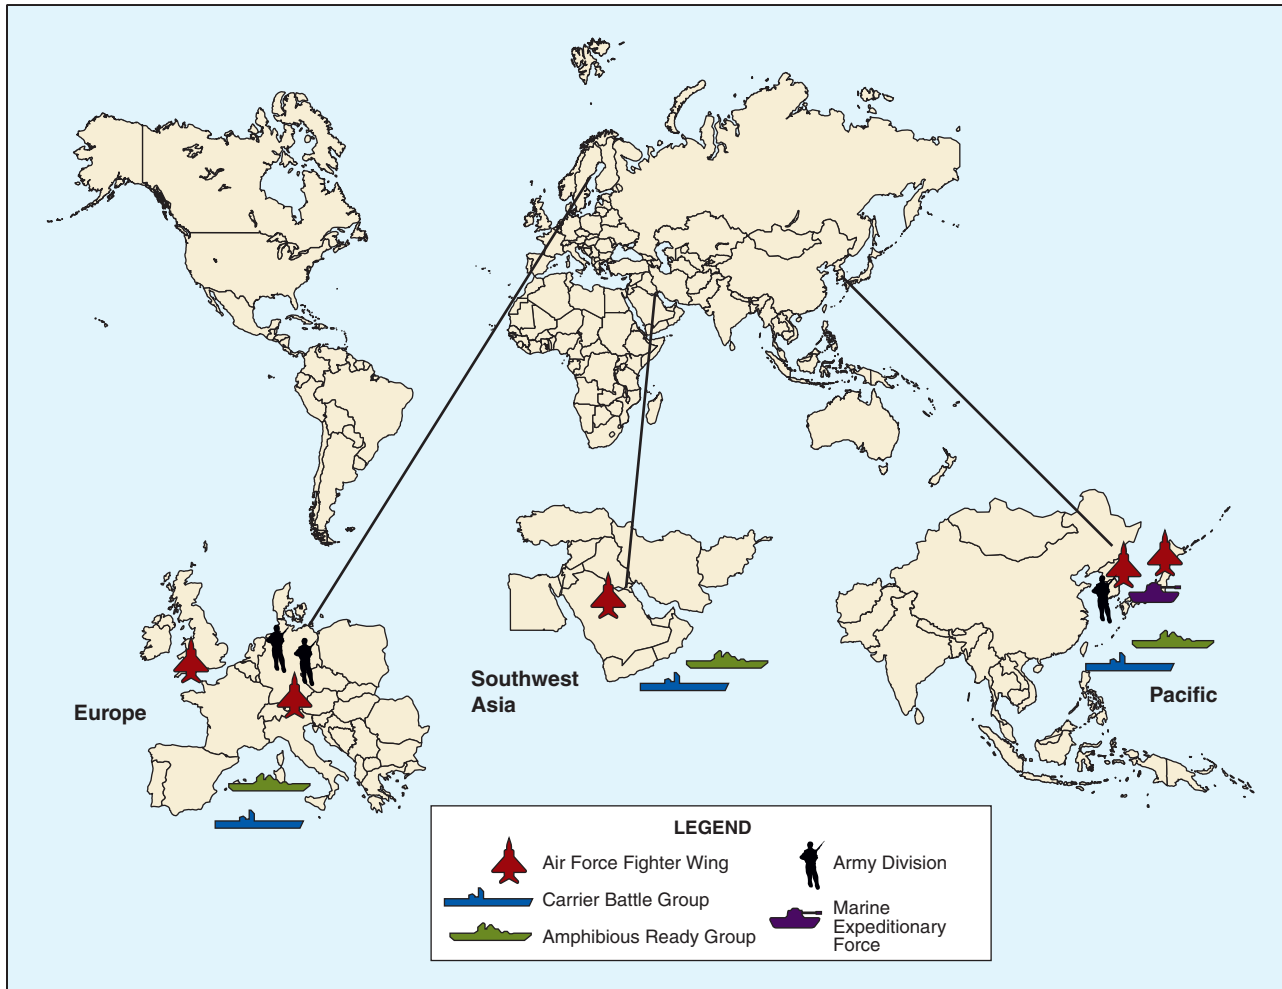 Europe
Southwest
Asia
Pacific
LEGEND
Air Force Fighter Wing
Carrier Battle Group
Amphibious Ready Group
Army Division
Marine
Expeditionary
Force